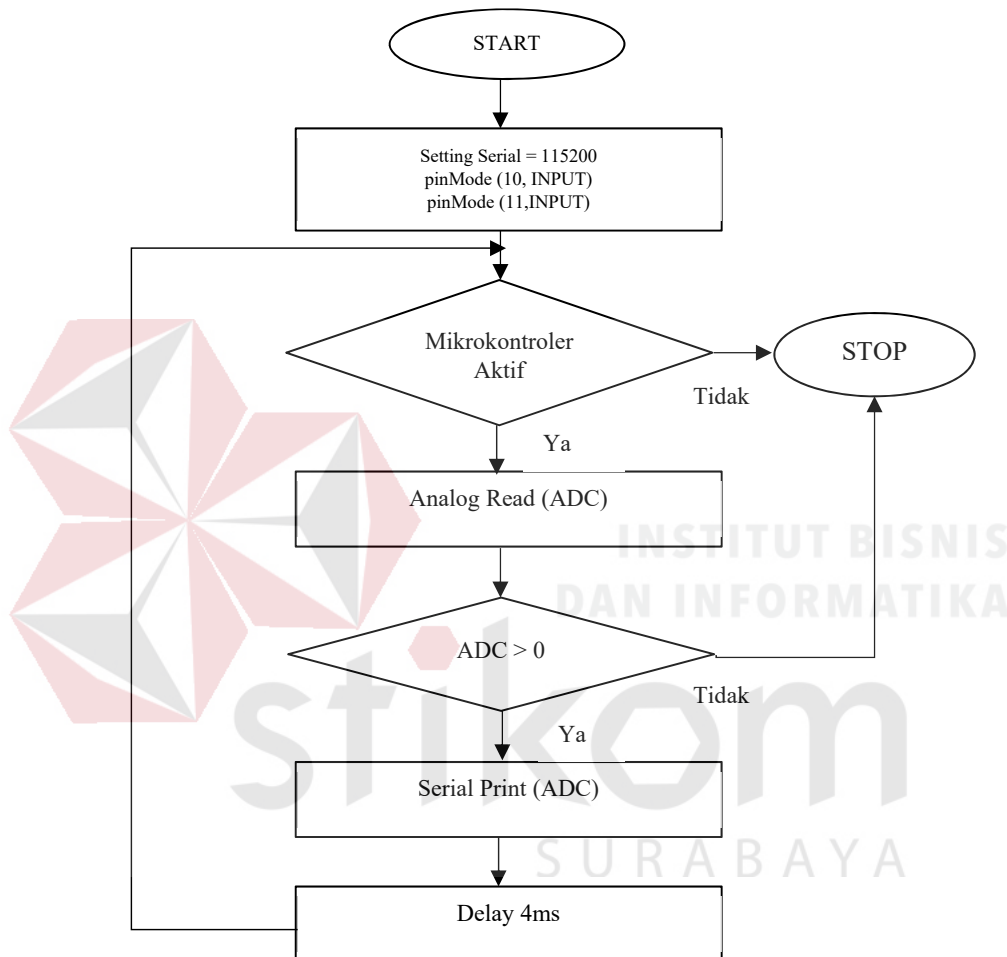 START
Setting Serial = 115200
pinMode (10, INPUT)
pinMode (11,INPUT)
Mikrokontroler
Aktif
STOP
Tidak
Ya
Analog Read (ADC)
INSTITUT BISNIS
DAN INFORMATIKA
ADC > 0
Tidak
stikom
Ya
Serial Print (ADC)
SURABAYA
Delay 4ms